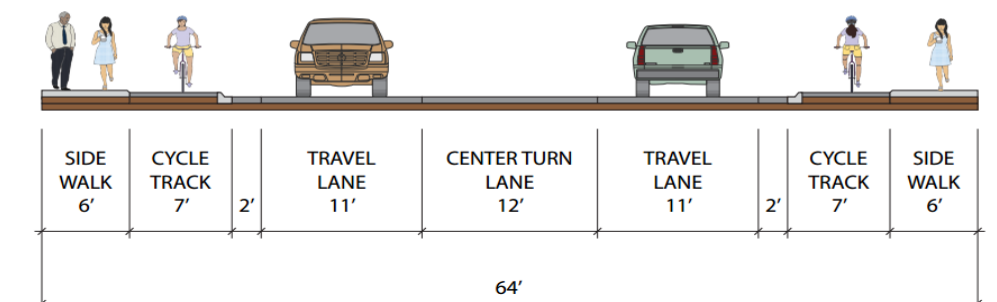 SIDE
WALK
6’
CYCLE
TRACK
7’
2’
TRAVEL
LANE
11’
CENTER TURN
LANE
12’
TRAVEL
LANE
11’
2’
CYCLE
TRACK
7’
SIDE
WALK
6’
64’